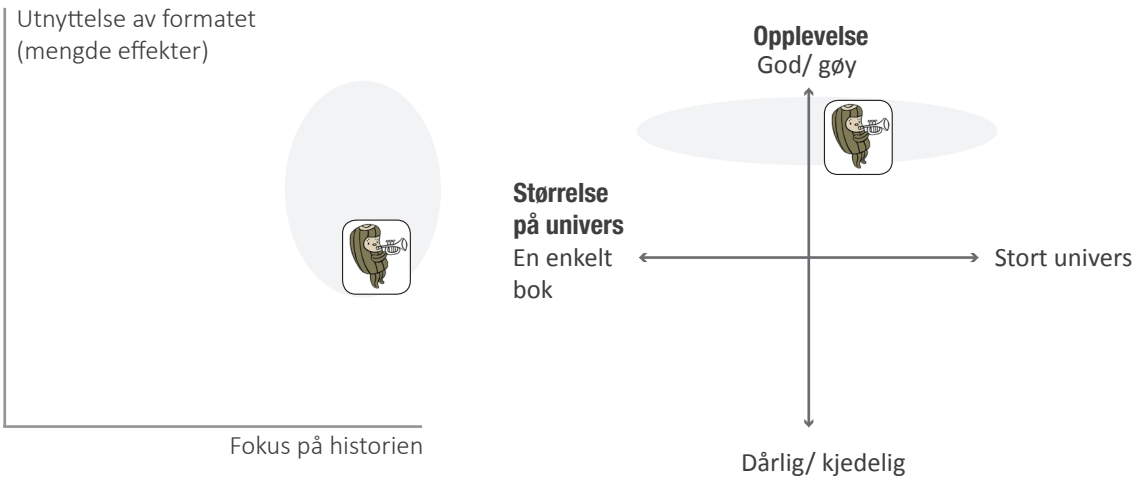 Utnyttelse av formatet
(mengde effekter)
Fokus på historien
Opplevelse
God/ gøy
Størrelse
på univers
En enkelt
bok
Stort univers
Dårlig/ kjedelig